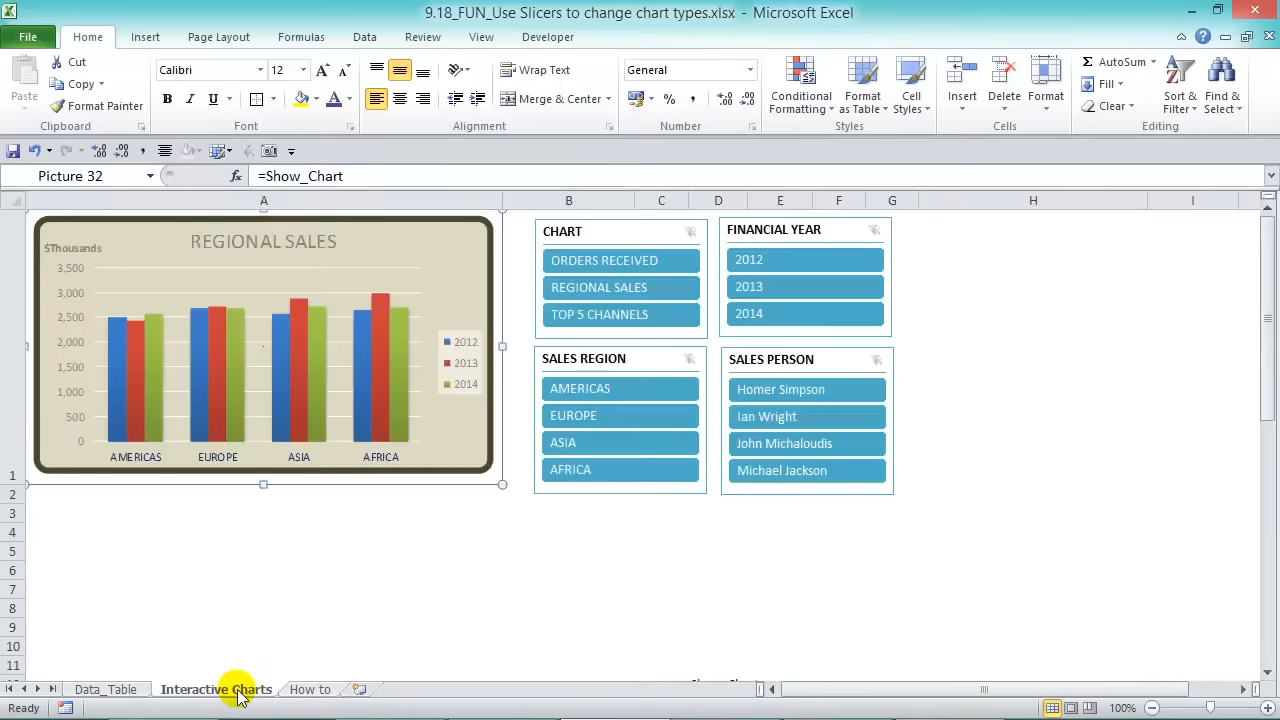 9.18_FUN_Use Slicers to change chart types.xlsx - Microsoft Excel
File Home Insert Page Layout Formulas Data Review View Developer
Paste
Cut
Copy
Format Painter
Clipboard
Calibri 12
B I U A
Font
Wrap Text
Merge & Center
Alignment
General
%
Number
Conditional Formatting
Format as Table
Cell Styles
Styles
Insert
Delete
Format
Cells
AutoSum
Fill
Clear
Sort & Filter
Find & Select
Editing
Picture 32 fx =Show_Chart
A B C D E F G H I
1
2
3
4
5
6
7
8
9
10
11
REGIONAL SALES
$Thousands
3,500
3,000
2,500
2,000
1,500
1,000
500
0
AMERICAS EUROPE ASIA AFRICA
2012
2013
2014
CHART
ORDERS RECEIVED
REGIONAL SALES
TOP 5 CHANNELS
FINANCIAL YEAR
2012
2013
2014
SALES REGION
AMERICAS
EUROPE
ASIA
AFRICA
SALES PERSON
Homer Simpson
Ian Wright
John Michaloudis
Michael Jackson
Data_Table Interactive Charts How to
Ready 100%